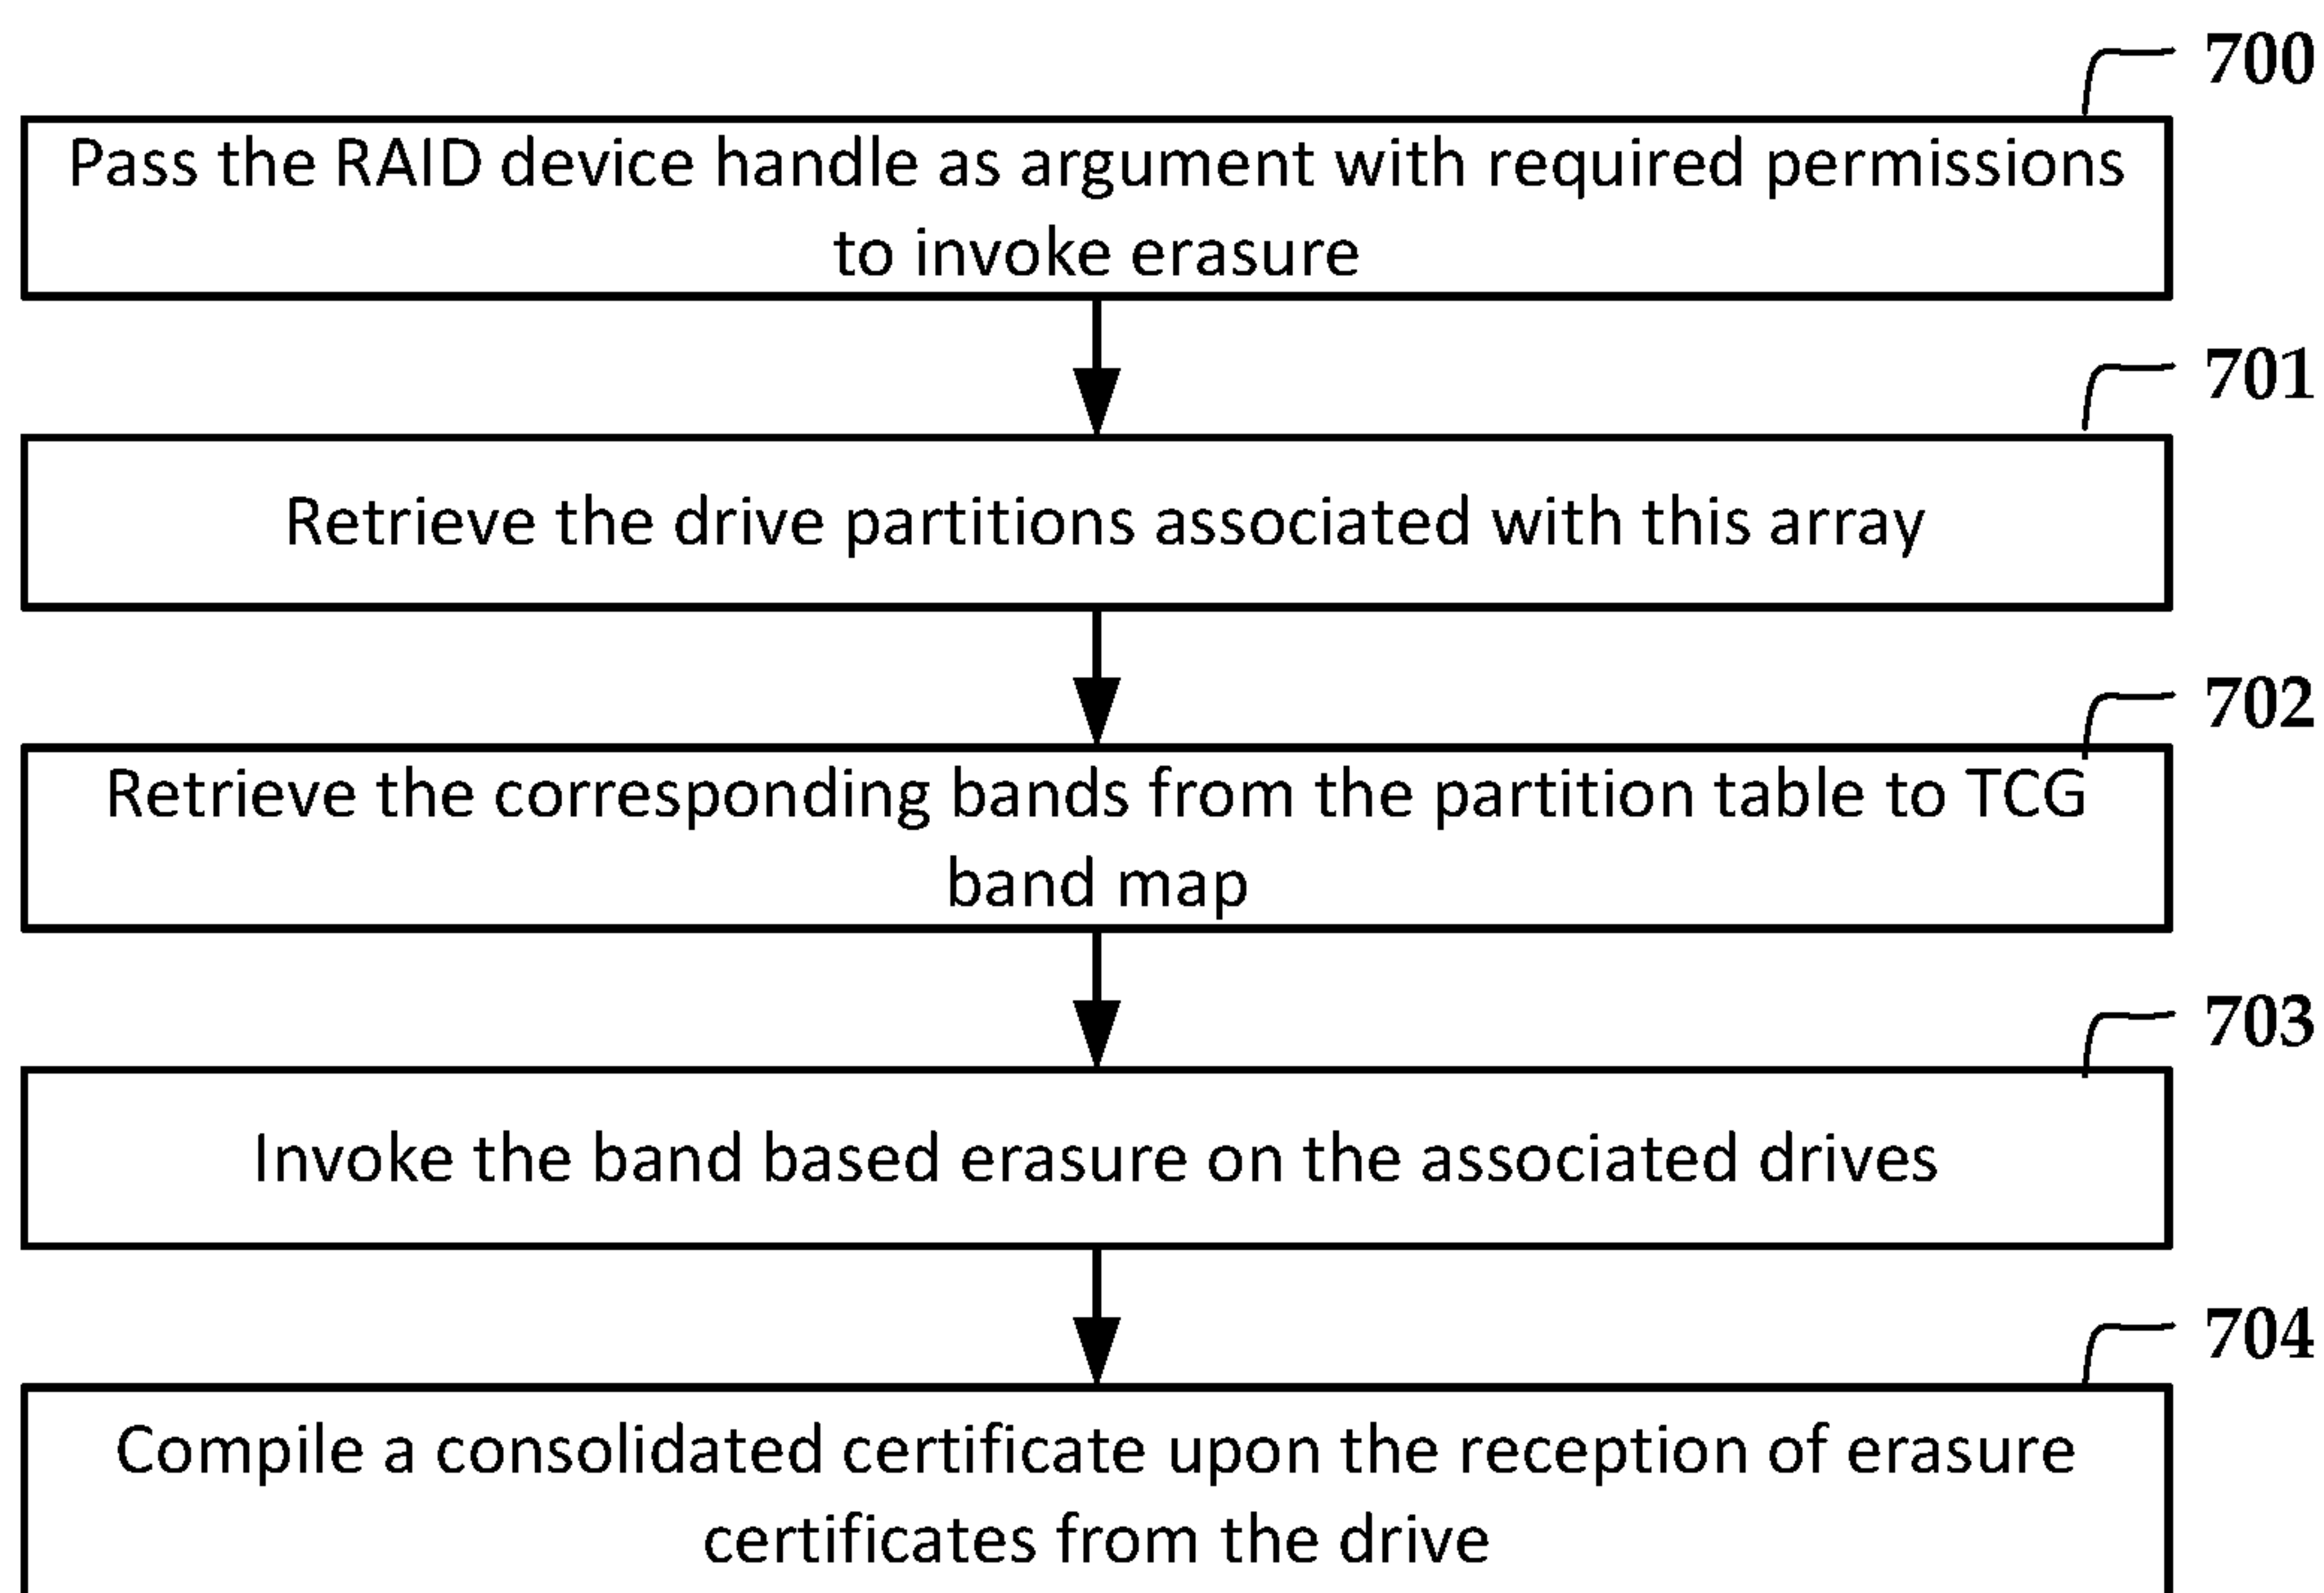 700
Pass the RAID device handle as argument with required permissions
to invoke erasure
701
Retrieve the drive partitions associated with this array
702
Retrieve the corresponding bands from the partition table to TCG
band map
703
Invoke the band based erasure on the associated drives
704
Compile a consolidated certificate upon the reception of erasure
certificates from the drive